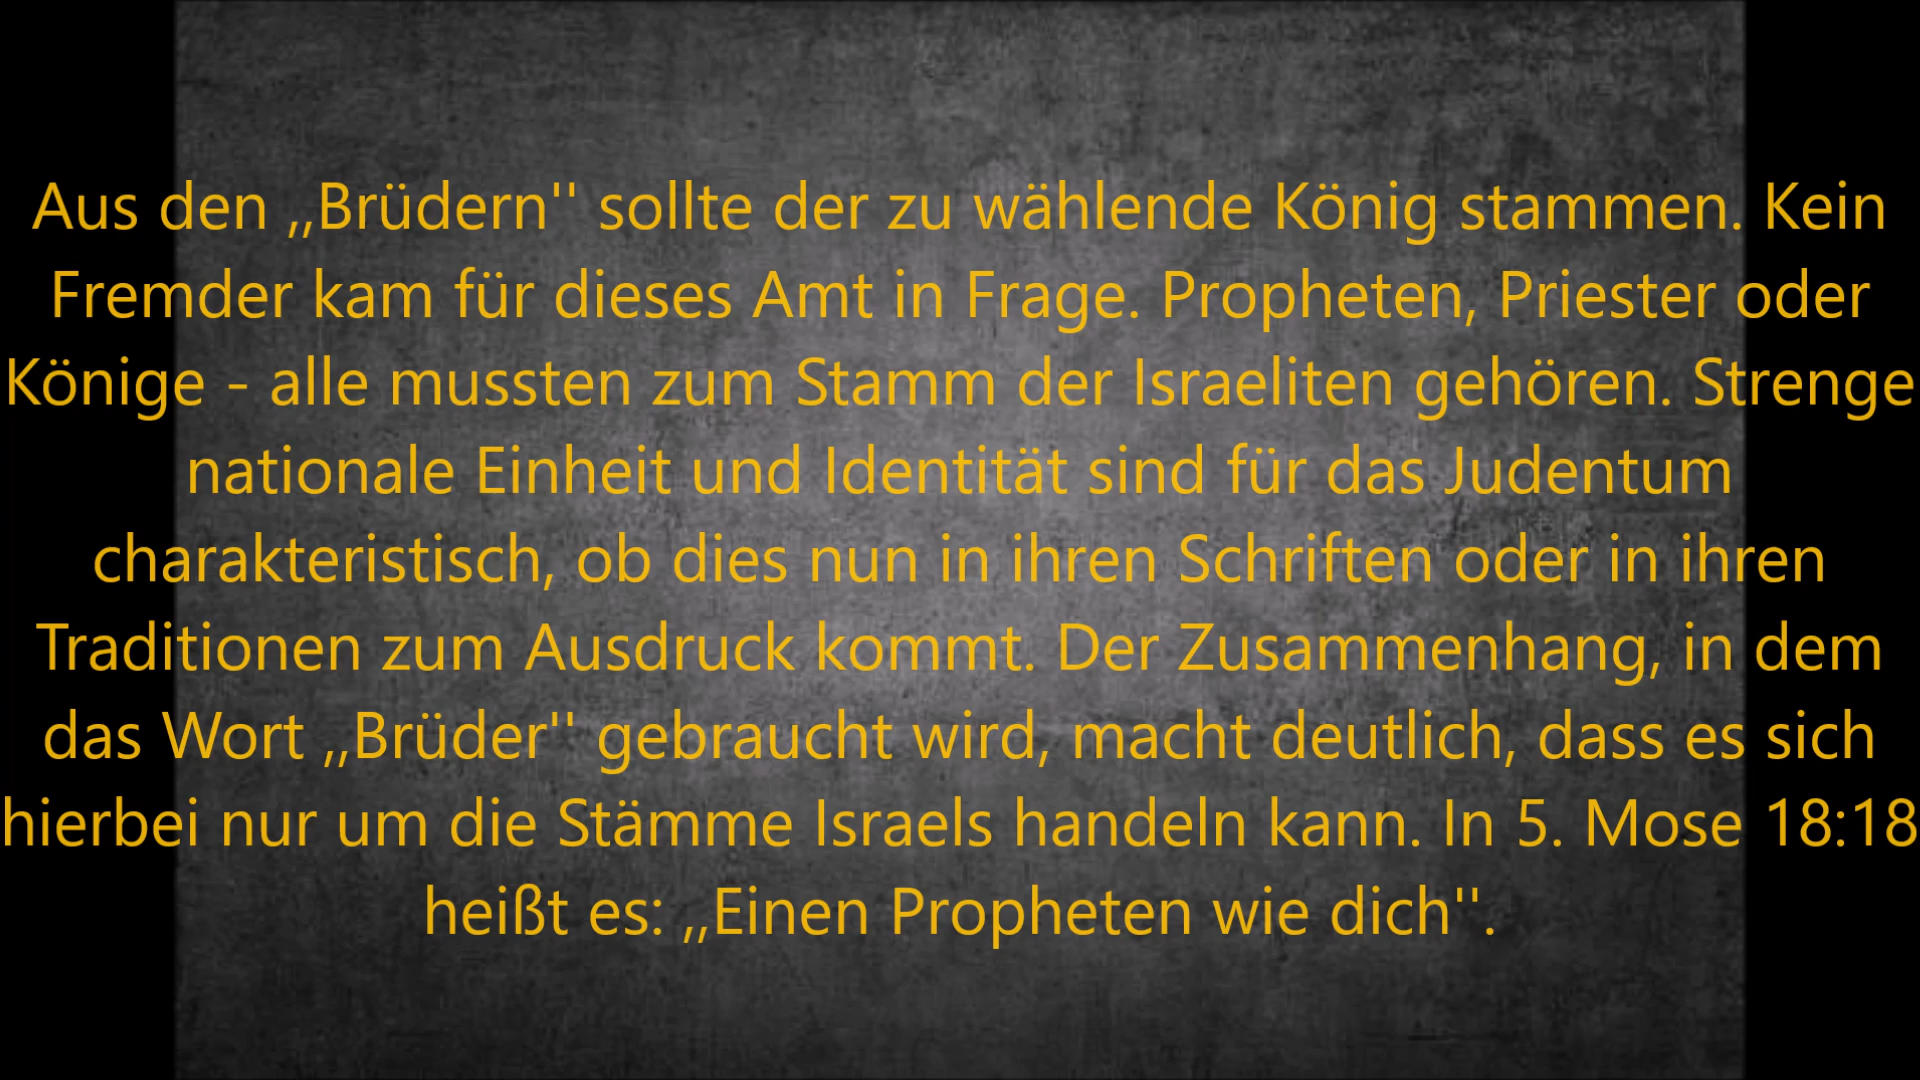 Aus den ,,Brüdern'' sollte der zu wählende König stammen. Kein
Fremder kam für dieses Amt in Frage. Propheten, Priester oder
Könige - alle mussten zum Stamm der Israeliten gehören. Strenge
nationale Einheit und Identität sind für das Judentum
charakteristisch, ob dies nun in ihren Schriften oder in ihren
Traditionen zum Ausdruck kommt. Der Zusammenhang, in dem
das Wort ,,Brüder'' gebraucht wird, macht deutlich, dass es sich
hierbei nur um die Stämme Israels handeln kann. In 5. Mose 18:18
heißt es: ,,Einen Propheten wie dich''.